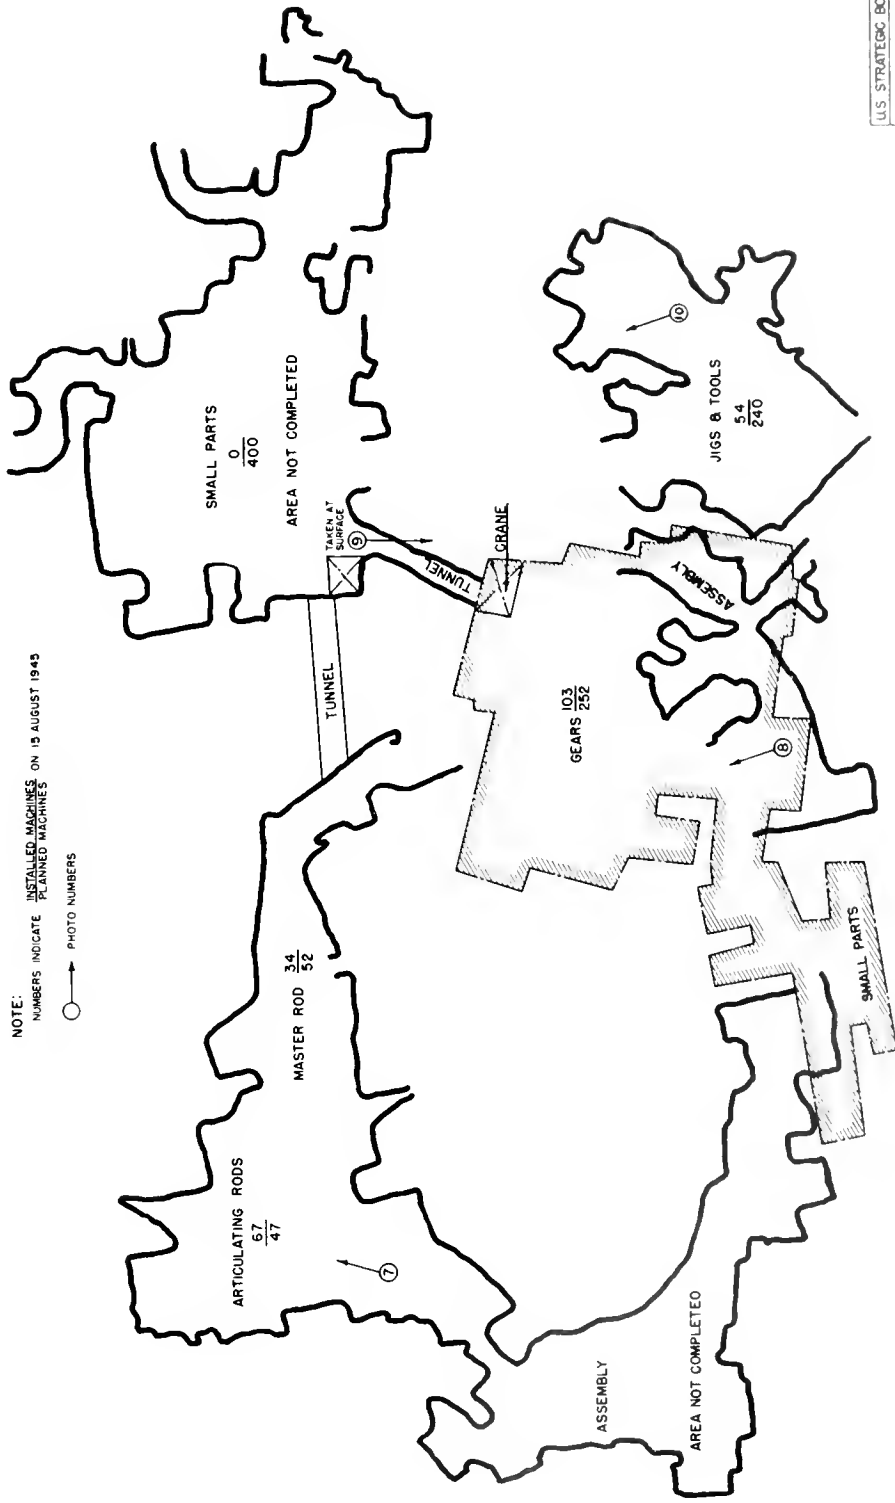 NOTE:
NUMBERS INDICATE INSTALLED MACHINES ON 15 AUGUST 1945
PLANNED MACHINES
PHOTO NUMBERS
SMALL PARTS
0
400
AREA NOT COMPLETED
TAKEN AT
SURFACE
9
TUNNEL
TUNNEL
CRANE
MASTER ROD 34
52
ARTICULATING RODS
67
47
7
GEARS 103
252
ASSEMBLY
JIGS & TOOLS
54
240
10
8
SMALL PARTS
ASSEMBLY
AREA NOT COMPLETED
U.S. STRATEGIC